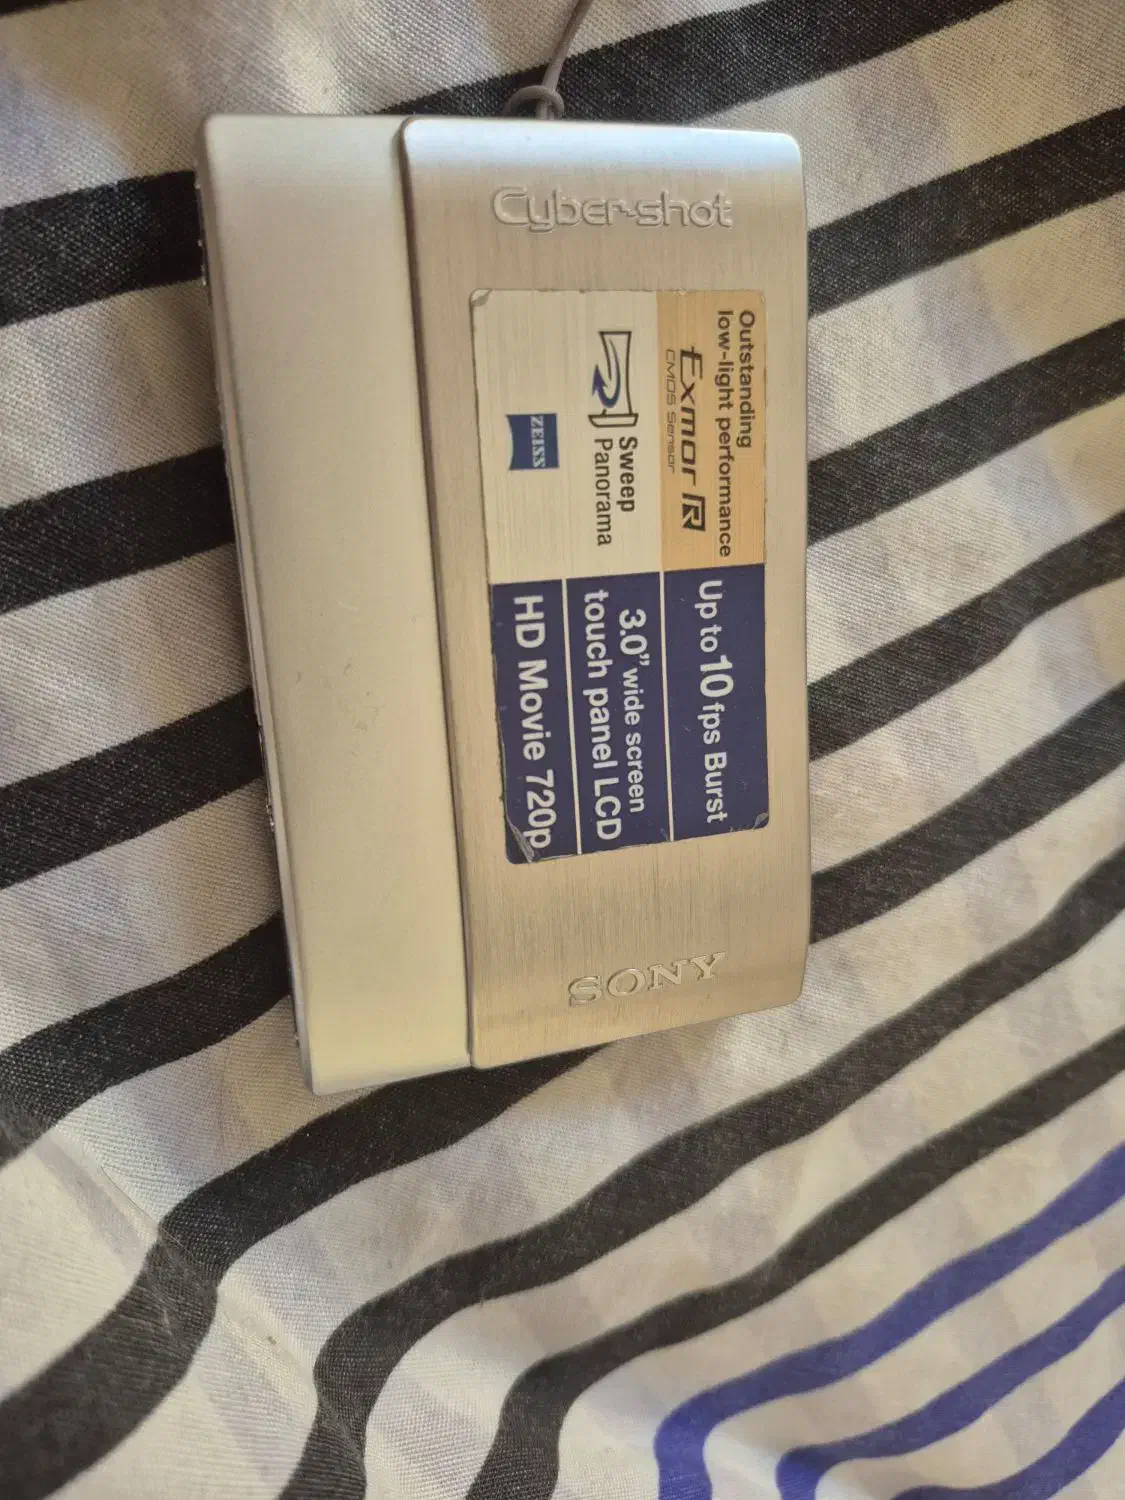 Cyber-shot
Outstanding
low-light performance
Exmor R
CMOS Sensor
Sweep
Panorama
ZEISS
Up to 10 fps Burst
3.0" wide screen
touch panel LCD
HD Movie 720p
SONY